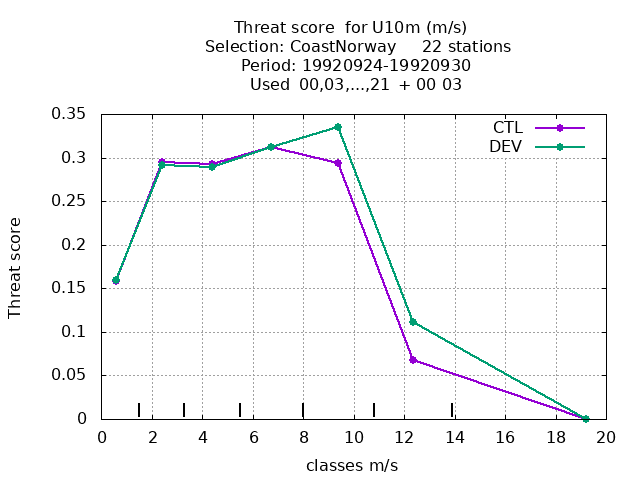 Threat score for U10m (m/s)
Selection: CoastNorway 22 stations
Period: 19920924-19920930
Used 00,03,...,21 + 00 03
CTL
DEV
0.35
0.3
0.25
0.2
0.15
0.1
0.05
0
Threat score
0 2 4 6 8 10 12 14 16 18 20
classes m/s